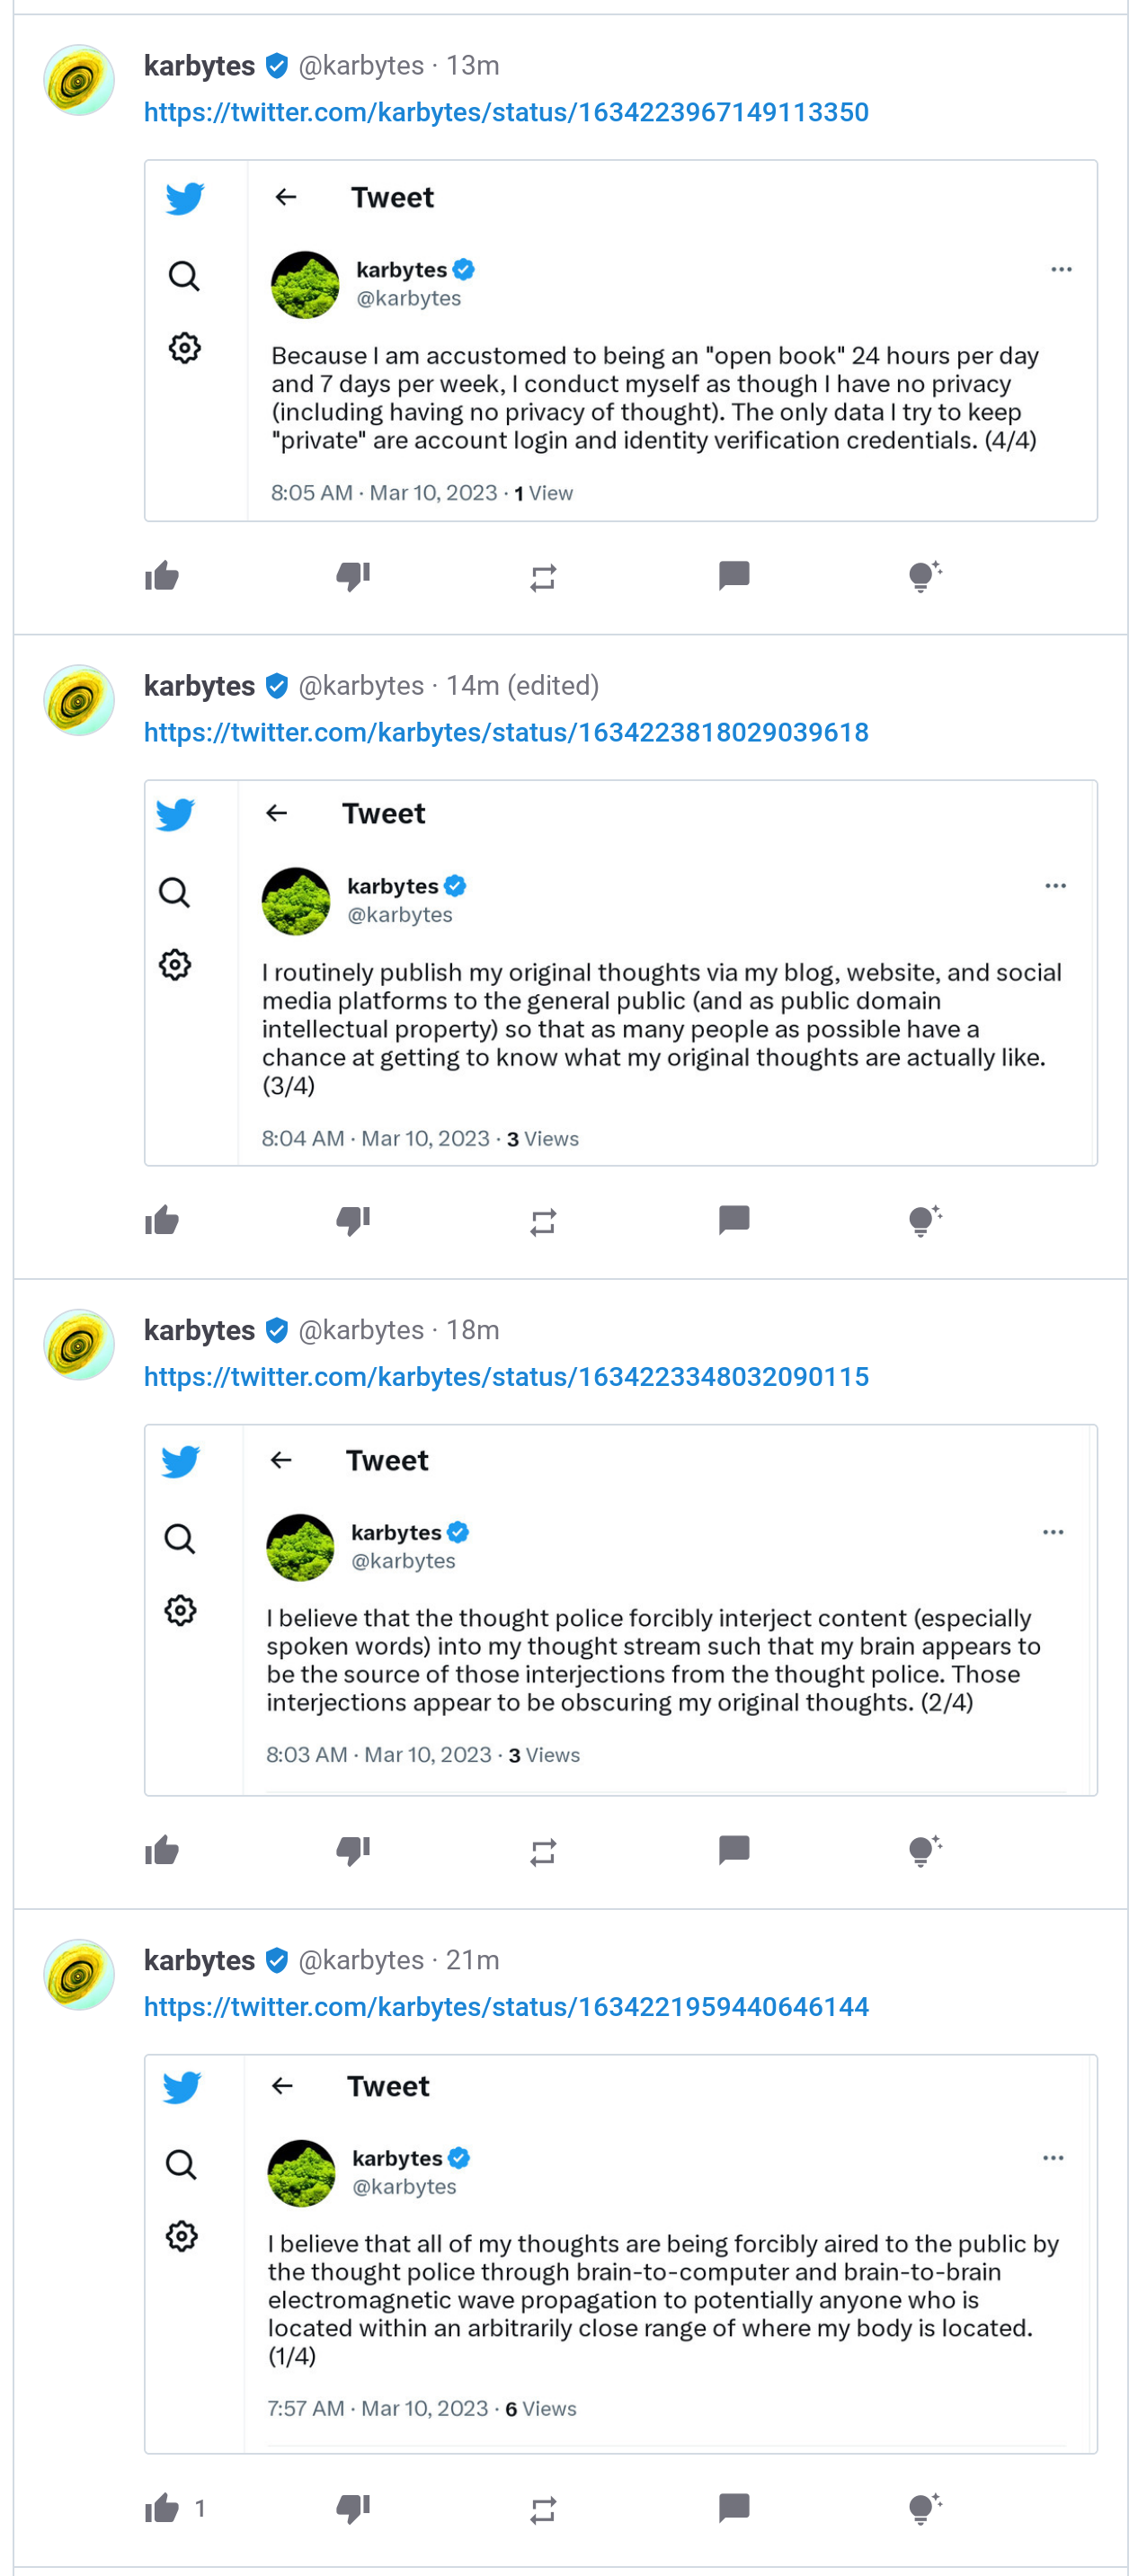 karbytes @karbytes · 13m
https://twitter.com/karbytes/status/1634223967149113350
Tweet
karbytes
@karbytes
Because I am accustomed to being an "open book" 24 hours per day
and 7 days per week, I conduct myself as though I have no privacy
(including having no privacy of thought). The only data I try to keep
"private" are account login and identity verification credentials. (4/4)
8:05 AM · Mar 10, 2023 · 1 View
karbytes @karbytes · 14m (edited)
https://twitter.com/karbytes/status/1634223818029039618
Tweet
karbytes
@karbytes
I routinely publish my original thoughts via my blog, website, and social
media platforms to the general public (and as public domain
intellectual property) so that as many people as possible have a
chance at getting to know what my original thoughts are actually like.
(3/4)
8:04 AM · Mar 10, 2023 · 3 Views
karbytes @karbytes · 18m
https://twitter.com/karbytes/status/1634223348032090115
Tweet
karbytes
@karbytes
I believe that the thought police forcibly interject content (especially
spoken words) into my thought stream such that my brain appears to
be the source of those interjections from the thought police. Those
interjections appear to be obscuring my original thoughts. (2/4)
8:03 AM · Mar 10, 2023 · 3 Views
karbytes @karbytes · 21m
https://twitter.com/karbytes/status/1634221959440646144
Tweet
karbytes
@karbytes
I believe that all of my thoughts are being forcibly aired to the public by
the thought police through brain-to-computer and brain-to-brain
electromagnetic wave propagation to potentially anyone who is
located within an arbitrarily close range of where my body is located.
(1/4)
7:57 AM · Mar 10, 2023 · 6 Views
1